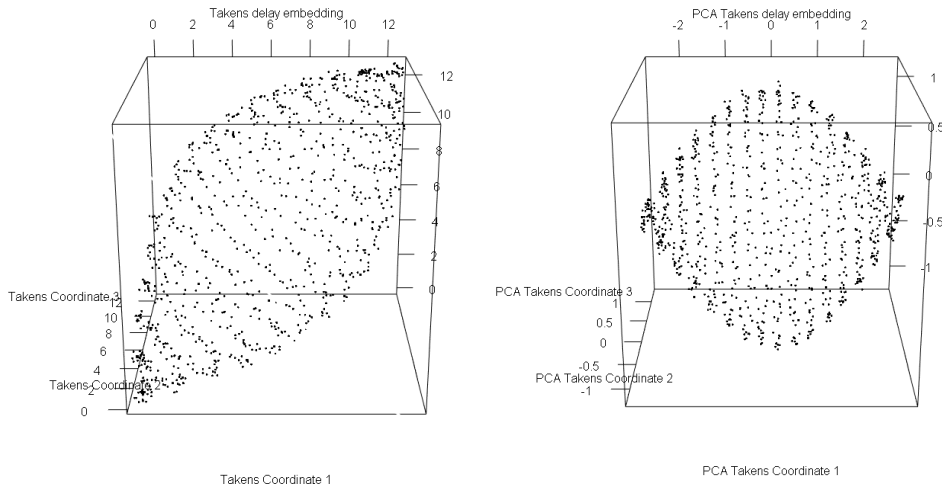 Takens delay embedding
0 2 4 6 8 10 12
12
10
8
6
4
2
0
Takens Coordinate 3
12
10
8
6
4
2
0
Takens Coordinate 2
Takens Coordinate 1
PCA Takens delay embedding
-2 -1 0 1 2
1
0.5
0
-0.5
-1
PCA Takens Coordinate 3
1
0.5
0
-0.5
-1
PCA Takens Coordinate 2
PCA Takens Coordinate 1